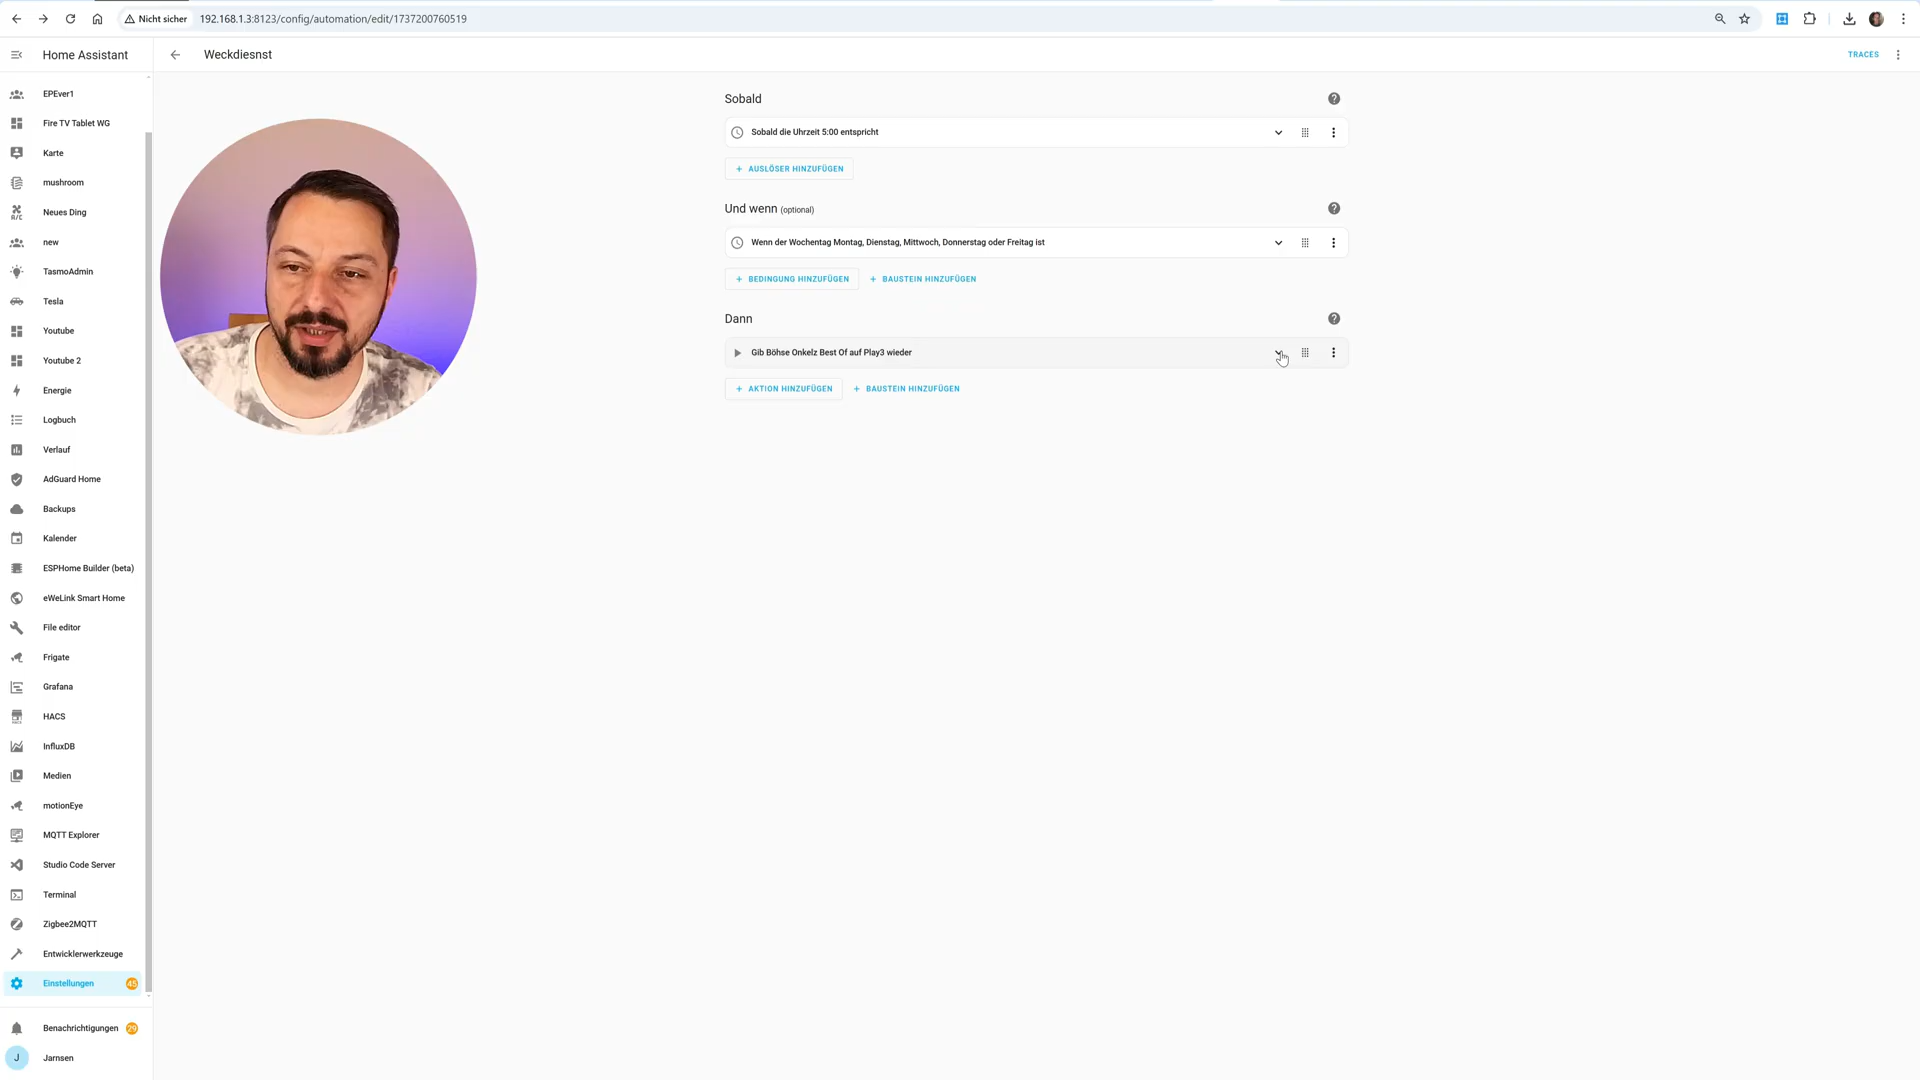 Nicht sicher
192.168.1.3:8123/config/automation/edit/1737200760519
Home Assistant
Weckdiesnst
TRACES
EPEver1
Fire TV Tablet WG
Karte
mushroom
A/C
Neues Ding
new
TasmoAdmin
Tesla
Youtube
Youtube 2
Energie
Logbuch
Verlauf
AdGuard Home
Backups
Kalender
ESPHome Builder (beta)
eWeLink Smart Home
File editor
Frigate
Grafana
HACS
InfluxDB
Medien
motionEye
MQTT Explorer
Studio Code Server
Terminal
Zigbee2MQTT
Entwicklerwerkzeuge
Einstellungen 45
Benachrichtigungen 29
J Jarnsen
Sobald
Sobald die Uhrzeit 5:00 entspricht
+ AUSLÖSER HINZUFÜGEN
Und wenn (optional)
Wenn der Wochentag Montag, Dienstag, Mittwoch, Donnerstag oder Freitag ist
+ BEDINGUNG HINZUFÜGEN + BAUSTEIN HINZUFÜGEN
Dann
Gib Böhse Onkelz Best Of auf Play3 wieder
+ AKTION HINZUFÜGEN + BAUSTEIN HINZUFÜGEN